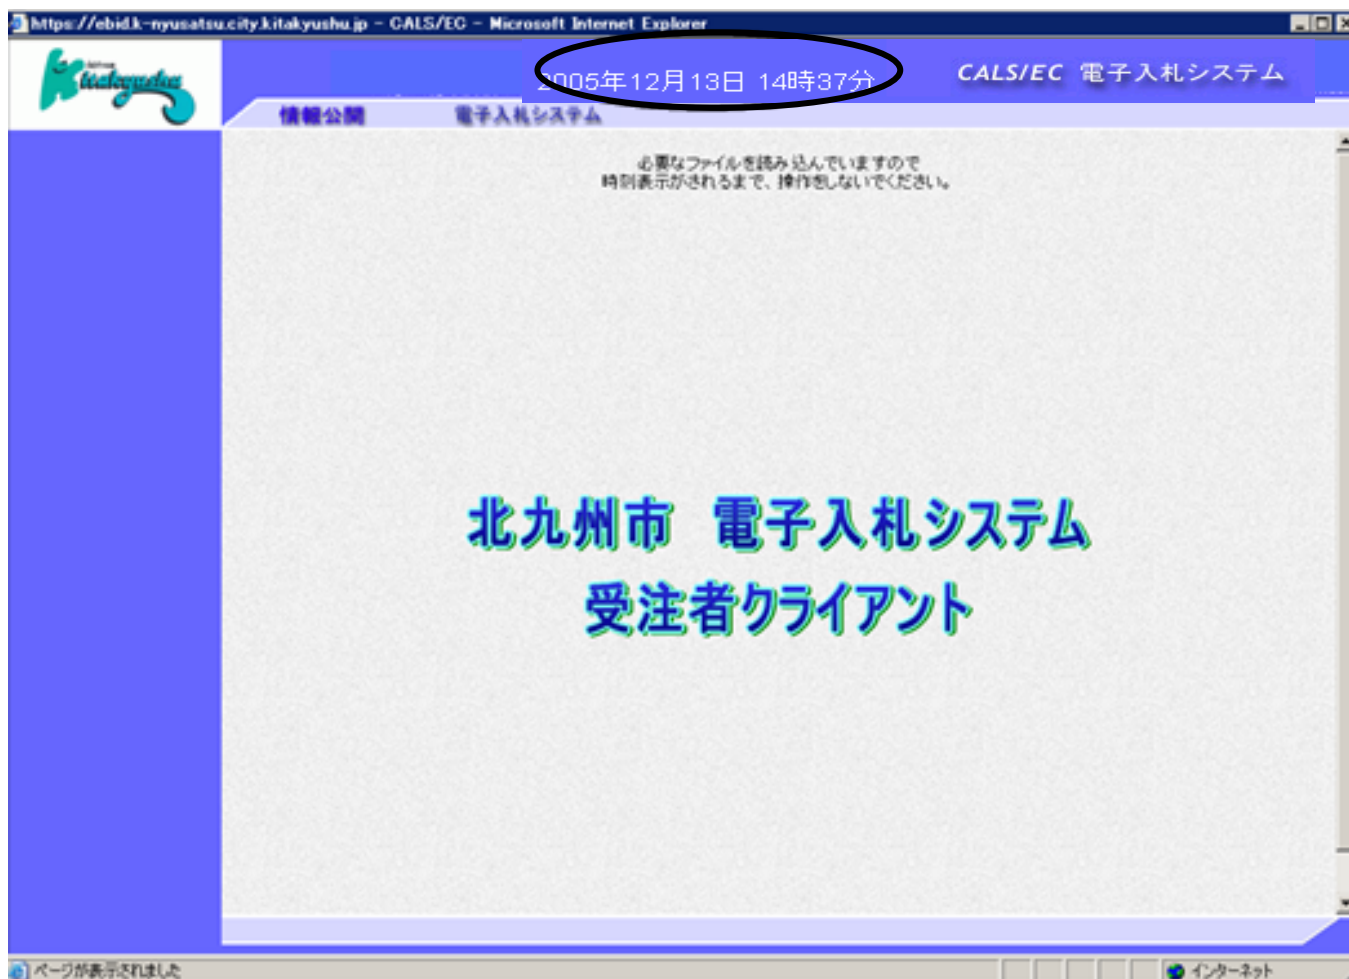 https://ebid.k-nyusatsu.city.kitakyushu.jp - CALS/EC - Microsoft Internet Explorer
Kitakyushu
2005年12月13日 14時37分
CALS/EC 電子入札システム
情報公開 電子入札システム
必要なファイルを読み込んでいますので
時刻表示がされるまで、操作をしないでください。
北九州市 電子入札システム
受注者クライアント
ページが表示されました
インターネット